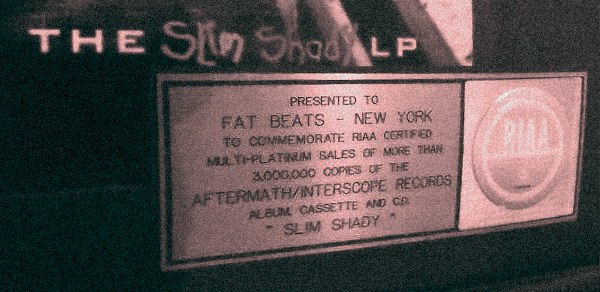 THE Slim Shady LP
PRESENTED TO
FAT BEATS - NEW YORK
TO COMMEMORATE RIAA CERTIFIED
MULTI-PLATINUM SALES OF MORE THAN
3,000,000 COPIES OF THE
AFTERMATH/INTERSCOPE RECORDS
ALBUM, CASSETTE AND C.D.
" SLIM SHADY "
RIAA